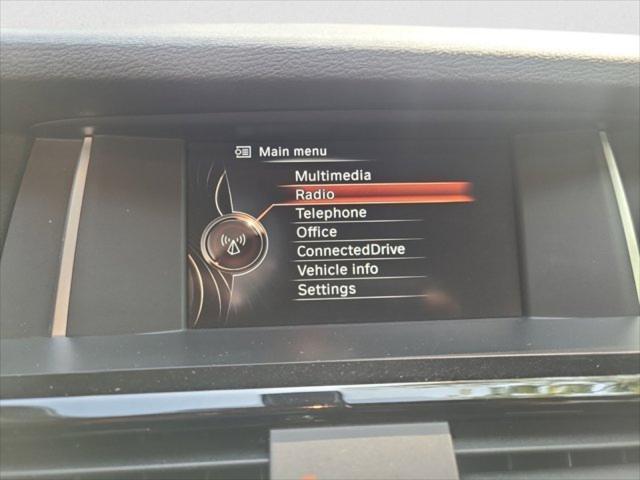 Main menu
Multimedia
Radio
Telephone
Office
ConnectedDrive
Vehicle info
Settings